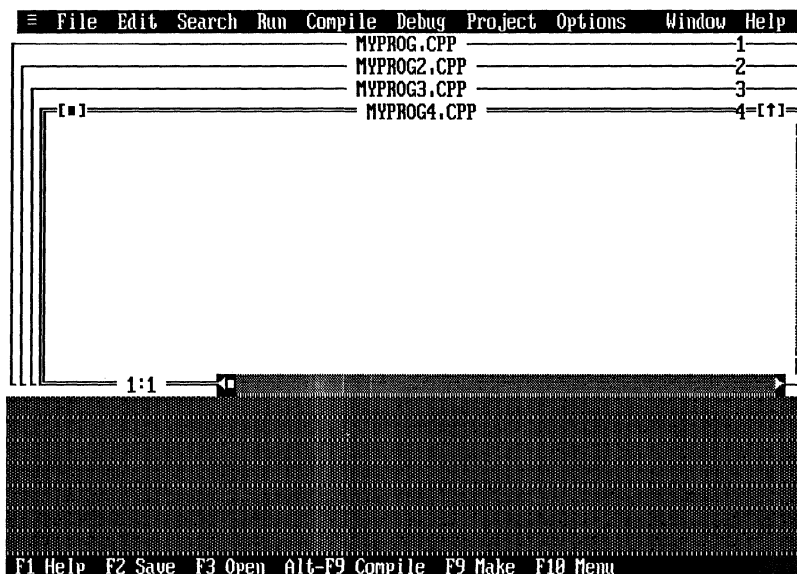 ≡ File Edit Search Run Compile Debug Project Options Window Help
MYPROG.CPP 1
MYPROG2.CPP 2
MYPROG3.CPP 3
[■] MYPROG4.CPP 4 [↑]
1:1
F1 Help F2 Save F3 Open Alt-F9 Compile F9 Make F10 Menu